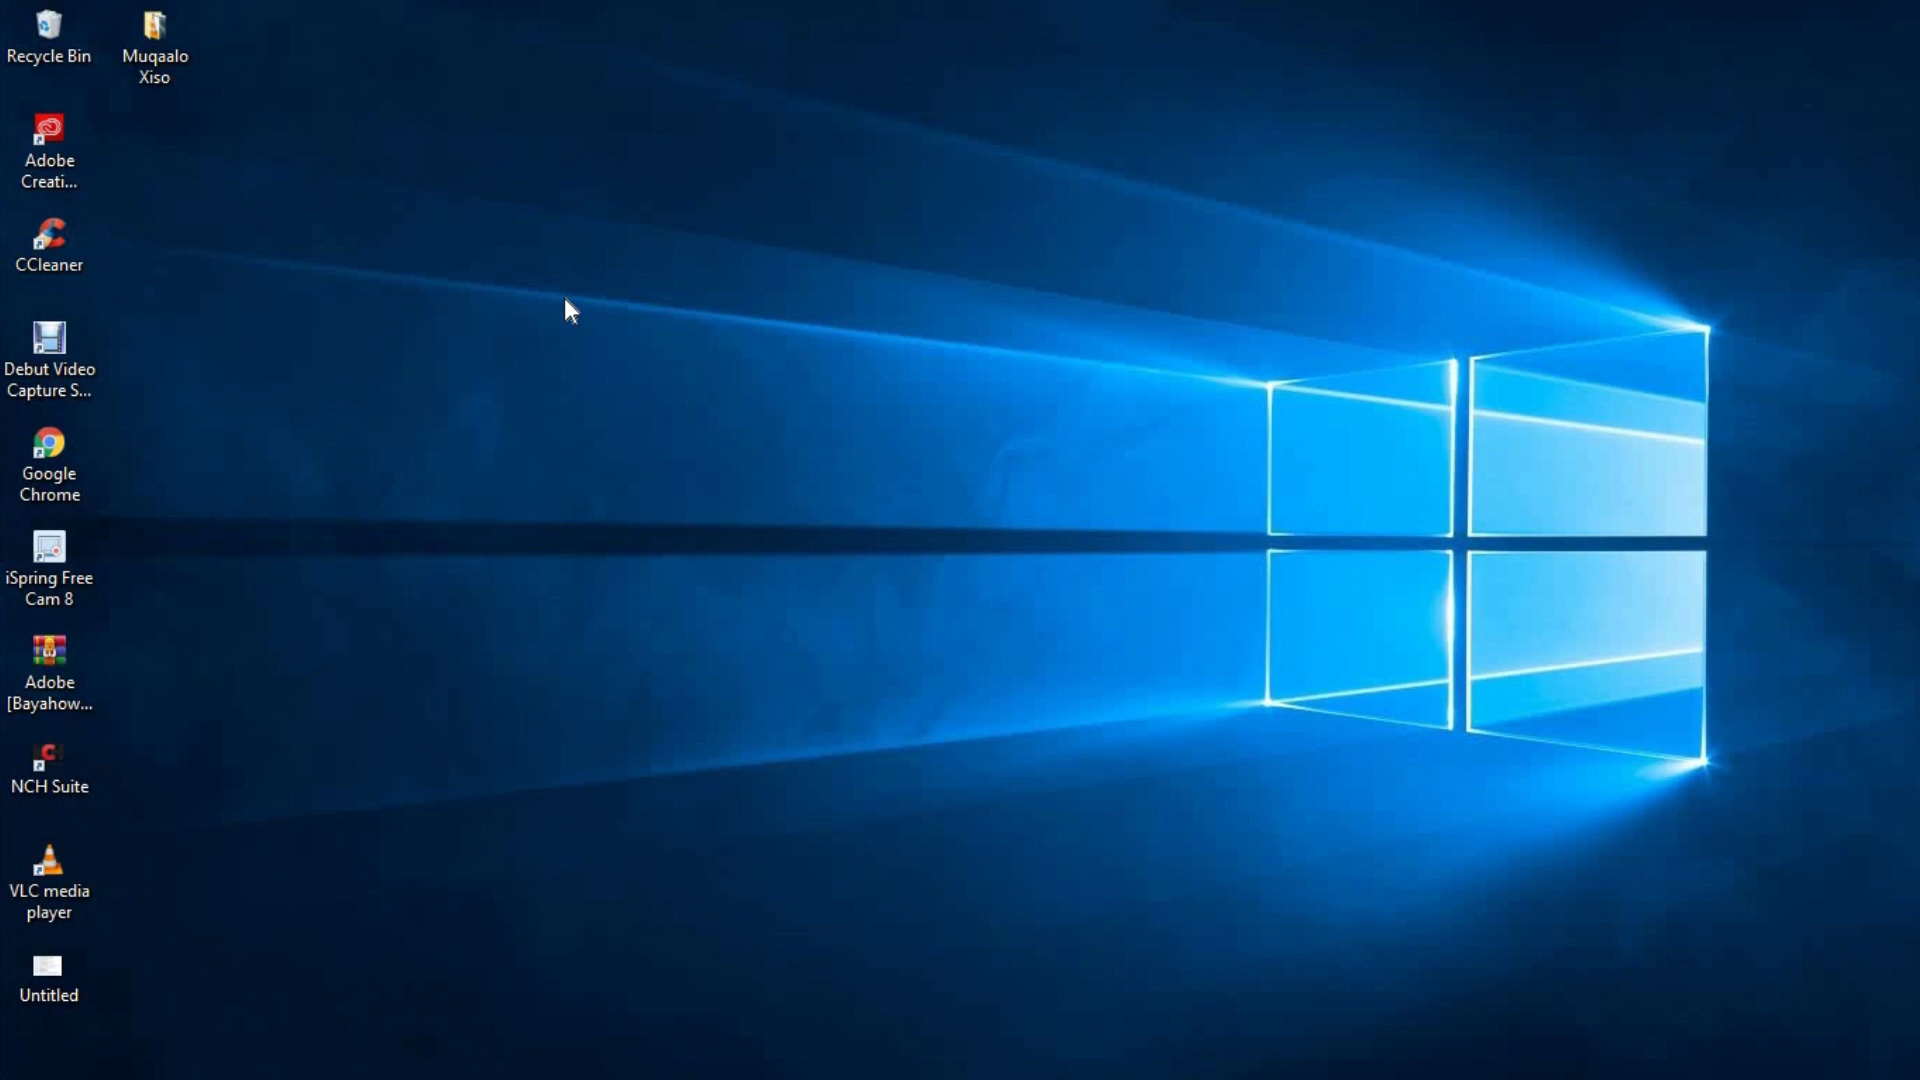 Recycle Bin
Muqaalo
Xiso
Adobe
Creati...
CCleaner
Debut Video
Capture S...
Google
Chrome
iSpring Free
Cam 8
Adobe
[Bayahow...
NCH Suite
VLC media
player
Untitled